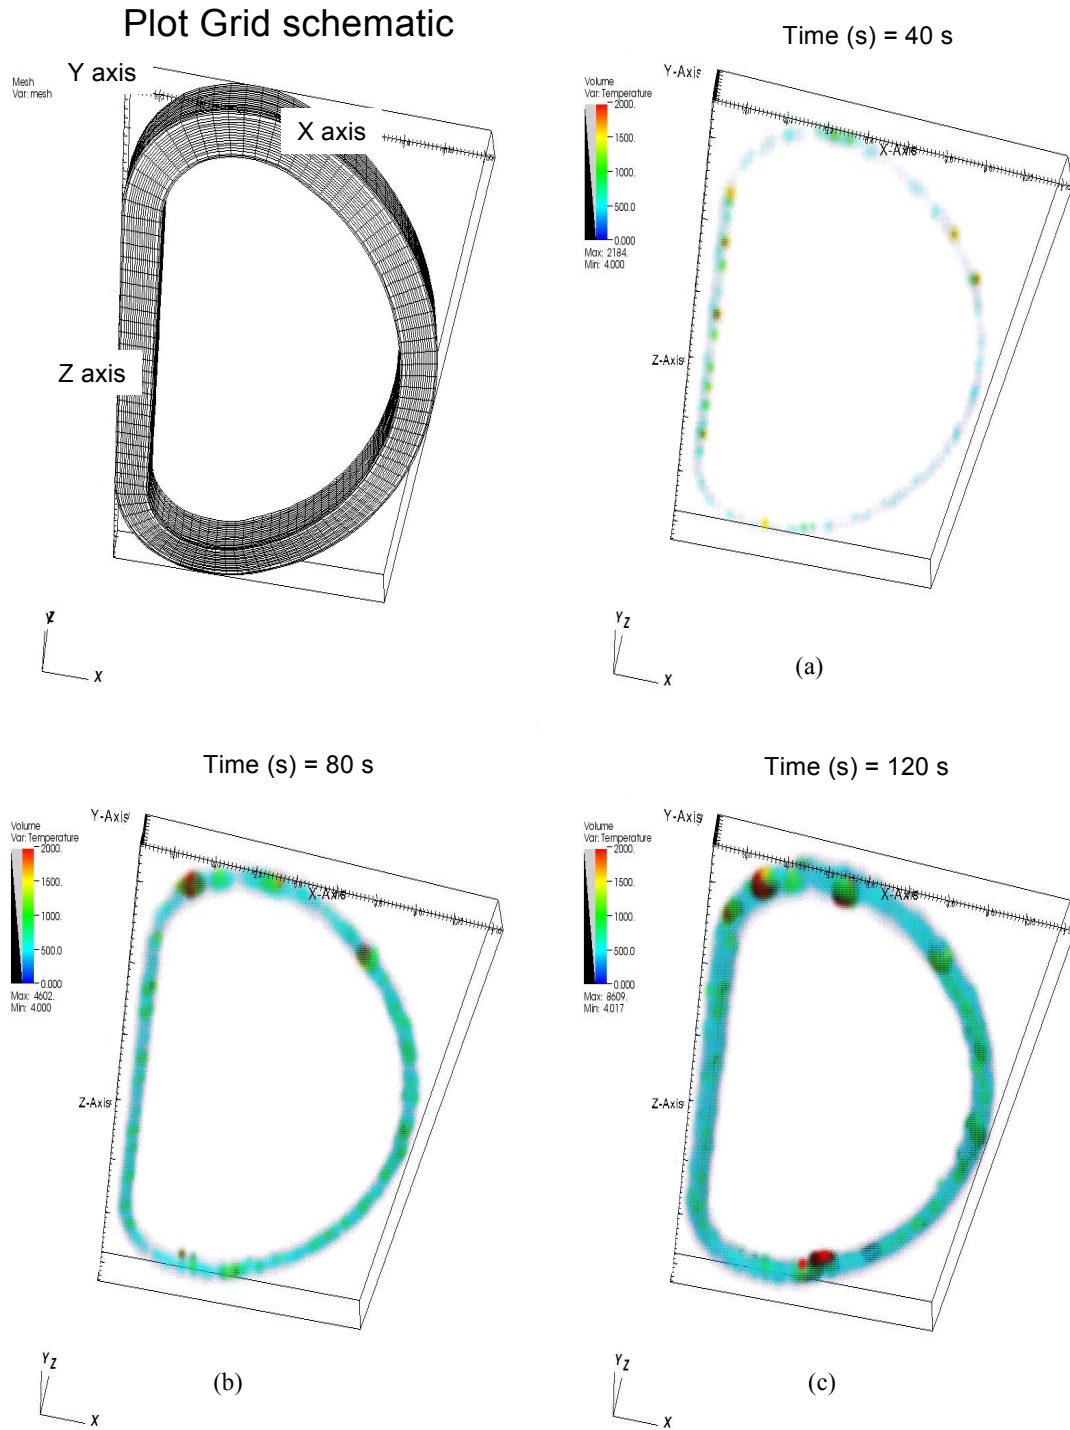 Plot Grid schematic
Mesh
Var: mesh
Y axis
X axis
Z axis
Z
X
Time (s) = 40 s
Volume
Var: Temperature
2000.
1500.
1000.
500.0
0.000
Max: 2184.
Min: 4.000
Y-Axis
X-Axis
Z-Axis
Y
Z
X
(a)
Time (s) = 80 s
Volume
Var: Temperature
2000.
1500.
1000.
500.0
0.000
Max: 4602.
Min: 4.000
Y-Axis
X-Axis
Z-Axis
Y
Z
X
(b)
Time (s) = 120 s
Volume
Var: Temperature
2000.
1500.
1000.
500.0
0.000
Max: 8609.
Min: 4.017
Y-Axis
X-Axis
Z-Axis
Y
Z
X
(c)